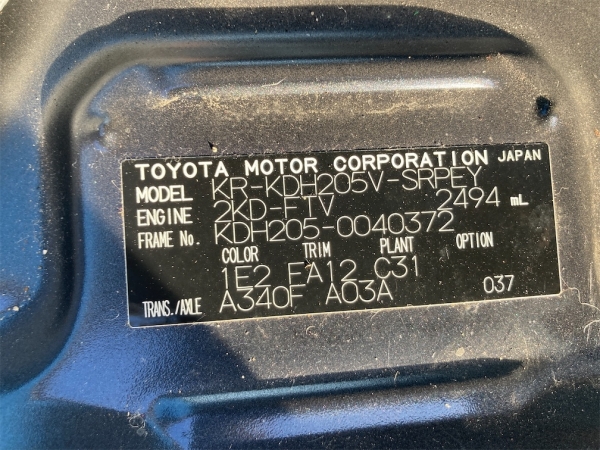 TOYOTA MOTOR CORPORATION JAPAN
MODEL KR-KDH205V-SRPEY
ENGINE 2KD-FTV 2494 mL
FRAME No. KDH205-0040372
COLOR TRIM PLANT OPTION
1E2 FA12 C31
TRANS./AXLE A340F A03A 037